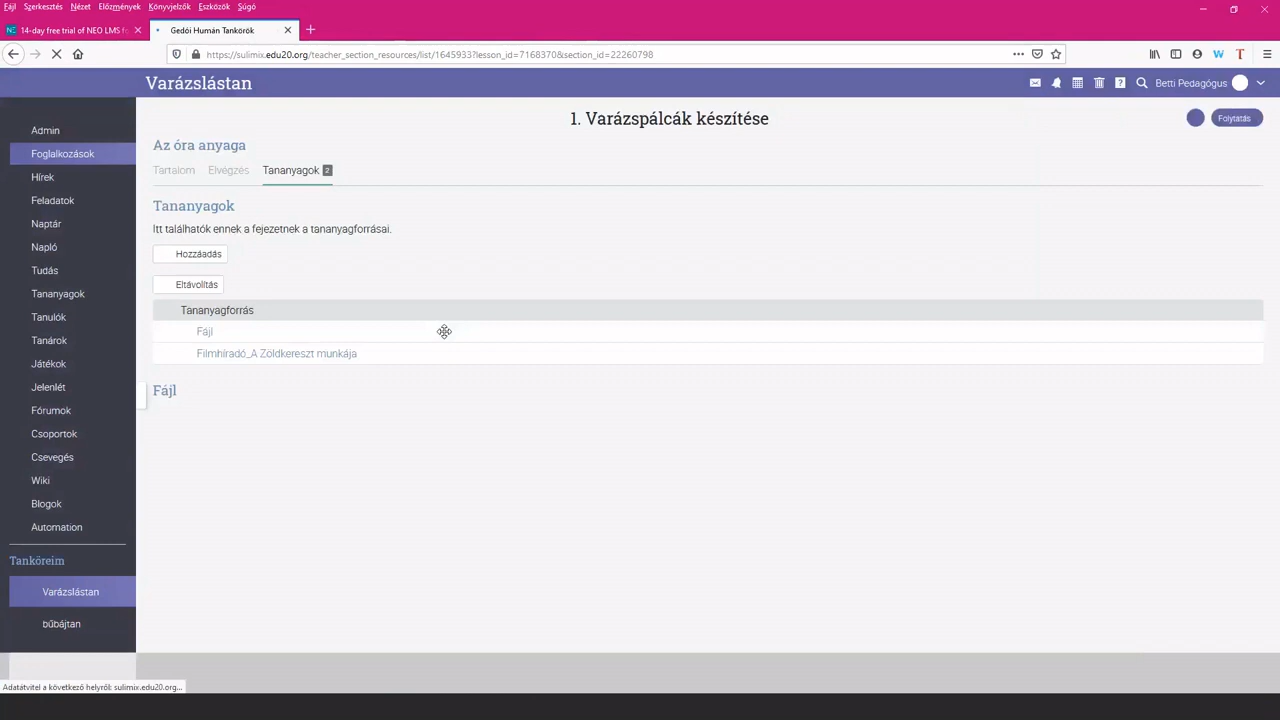 Fájl Szerkesztés Nézet Előzmények Könyvjelzők Eszközök Súgó
14-day free trial of NEO LMS fo
Gedői Humán Tankörök
https://sulimix.edu20.org/teacher_section_resources/list/1645933?lesson_id=7168370&section_id=22260798
Varázslástan
Betti Pedagógus
Admin
Foglalkozások
Hírek
Feladatok
Naptár
Napló
Tudás
Tananyagok
Tanulók
Tanárok
Játékok
Jelenlét
Fórumok
Csoportok
Csevegés
Wiki
Blogok
Automation
Tanköreim
Varázslástan
bűbájtan
1. Varázspálcák készítése
Folytatás
Az óra anyaga
Tartalom Elvégzés Tananyagok 2
Tananyagok
Itt találhatók ennek a fejezetnek a tananyagforrásai.
Hozzáadás
Eltávolítás
Tananyagforrás
Fájl
Filmhíradó_A Zöldkereszt munkája
Fájl
Adatátvitel a következő helyről: sulimix.edu20.org...